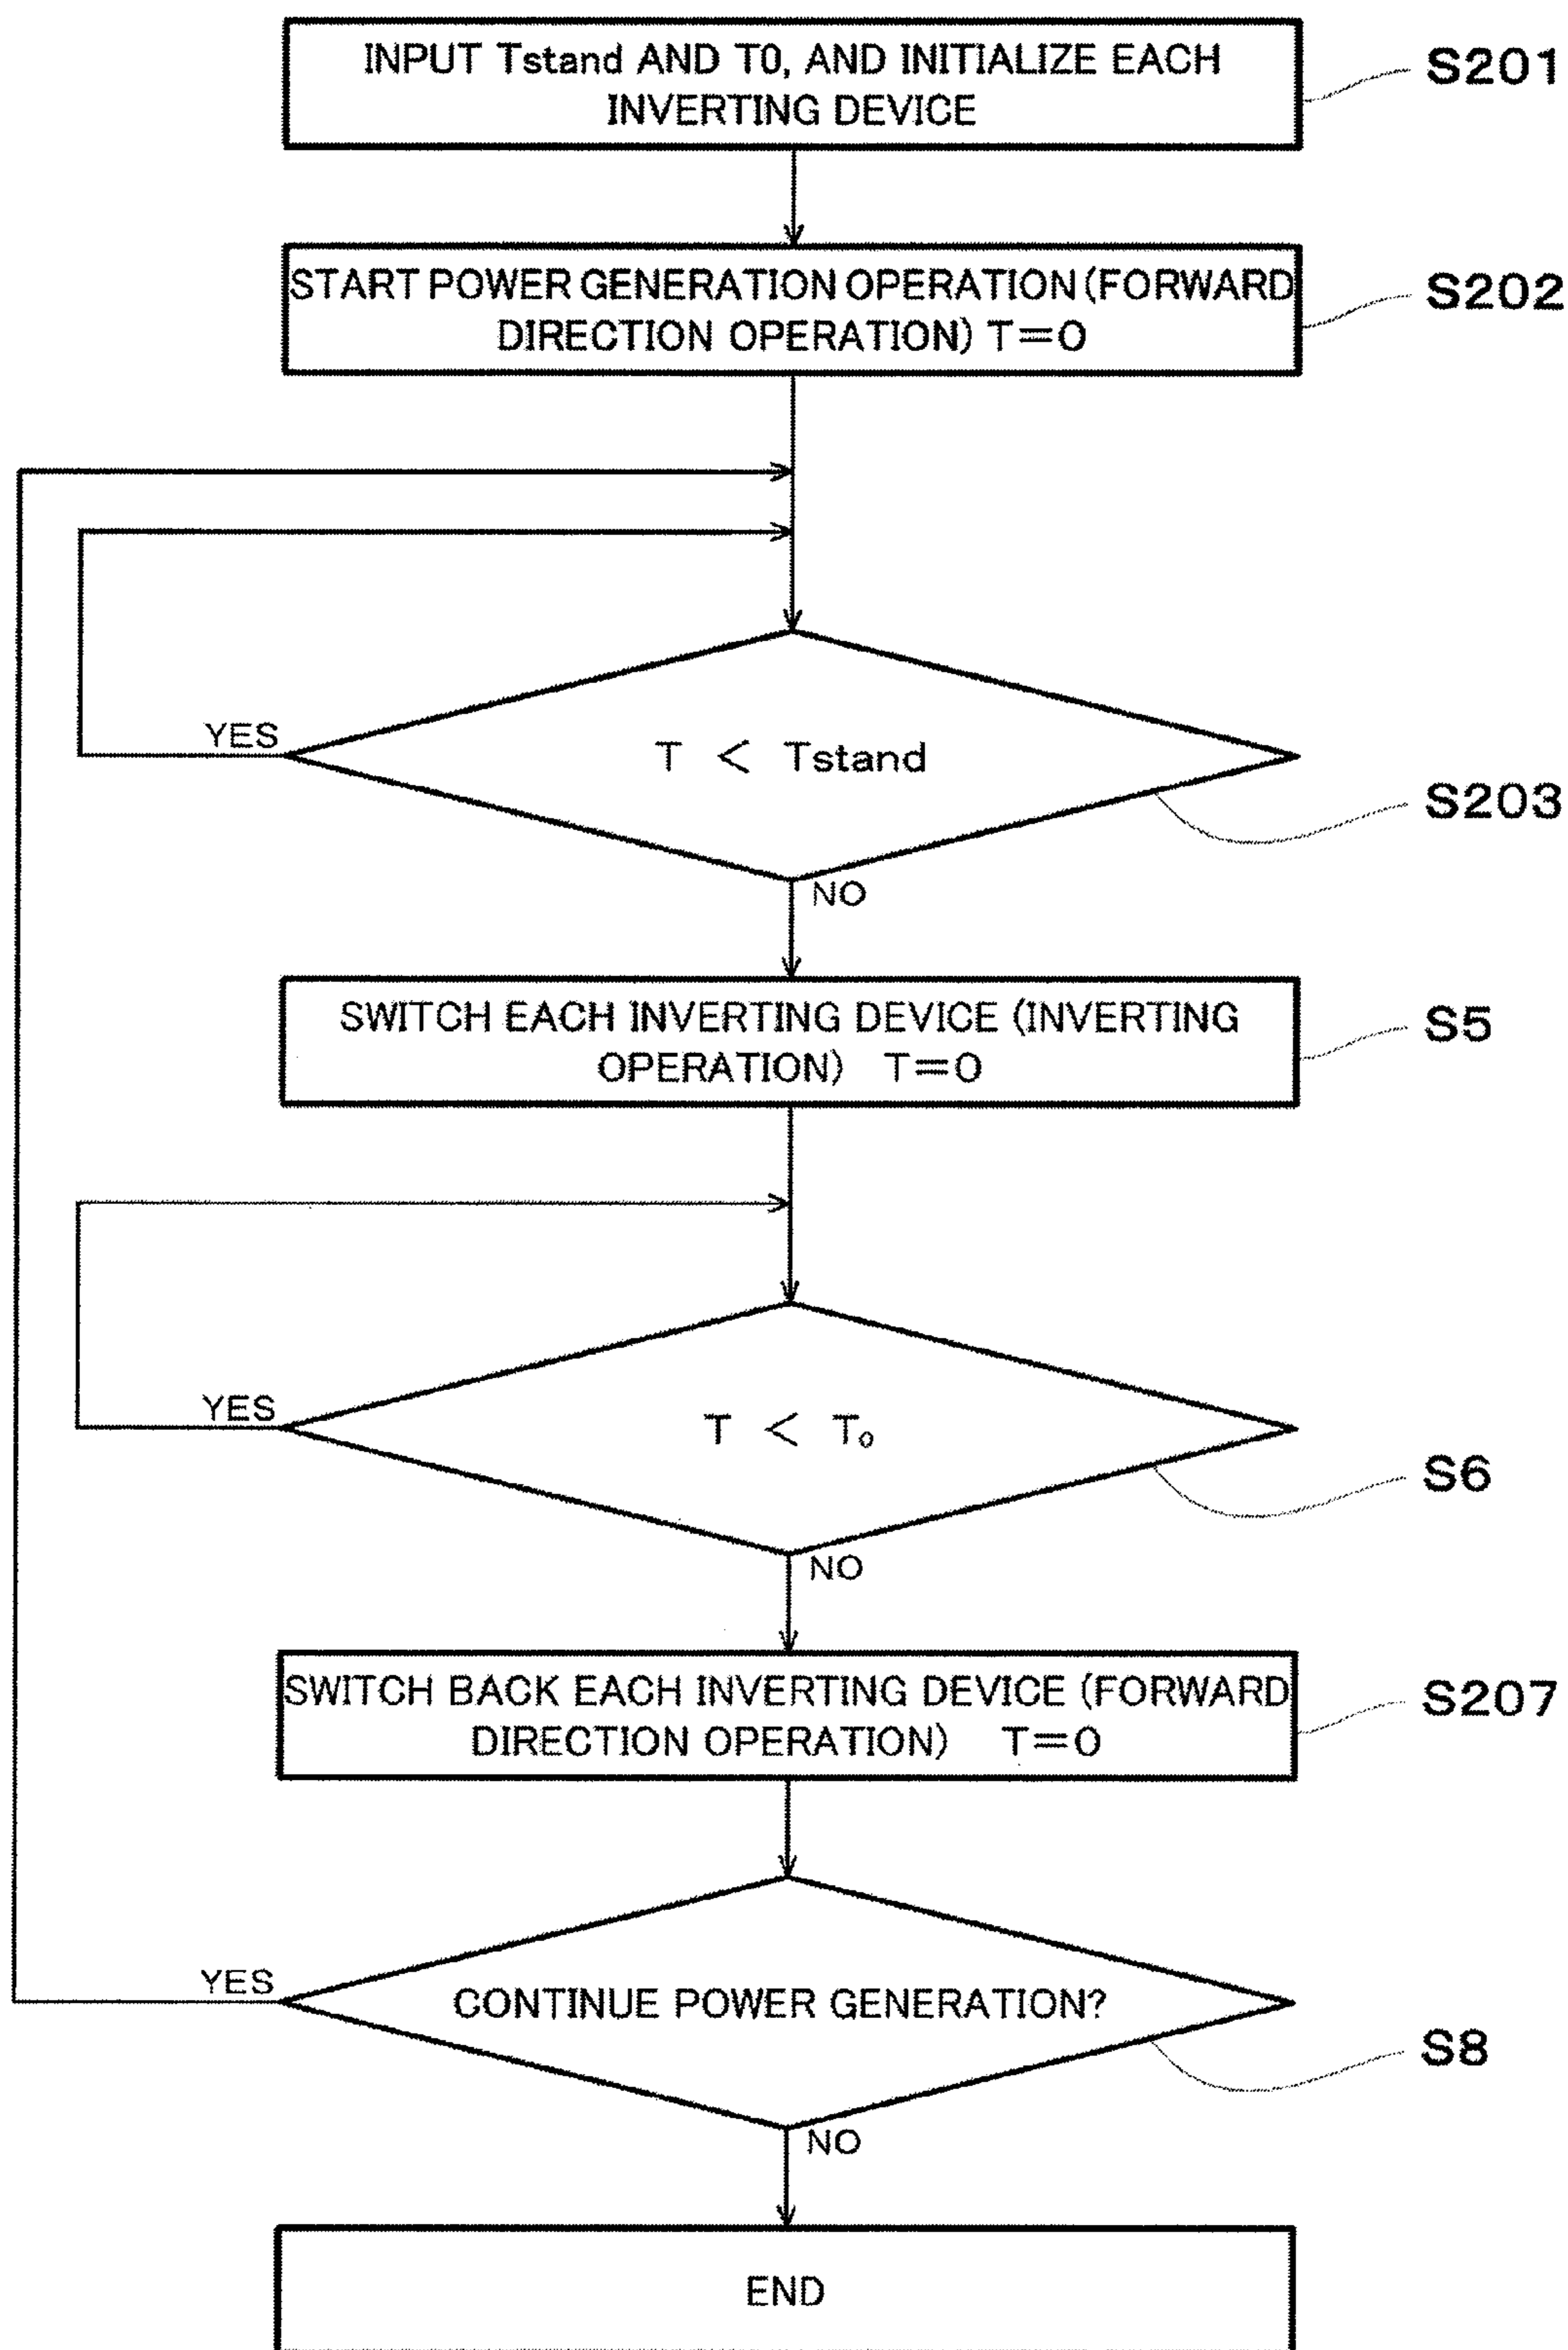 INPUT Tstand AND T0, AND INITIALIZE EACH
INVERTING DEVICE
S201
START POWER GENERATION OPERATION (FORWARD
DIRECTION OPERATION) T=0
S202
YES
T < Tstand
S203
NO
SWITCH EACH INVERTING DEVICE (INVERTING
OPERATION) T=0
S5
YES
T < T₀
S6
NO
SWITCH BACK EACH INVERTING DEVICE (FORWARD
DIRECTION OPERATION) T=0
S207
YES
CONTINUE POWER GENERATION?
S8
NO
END